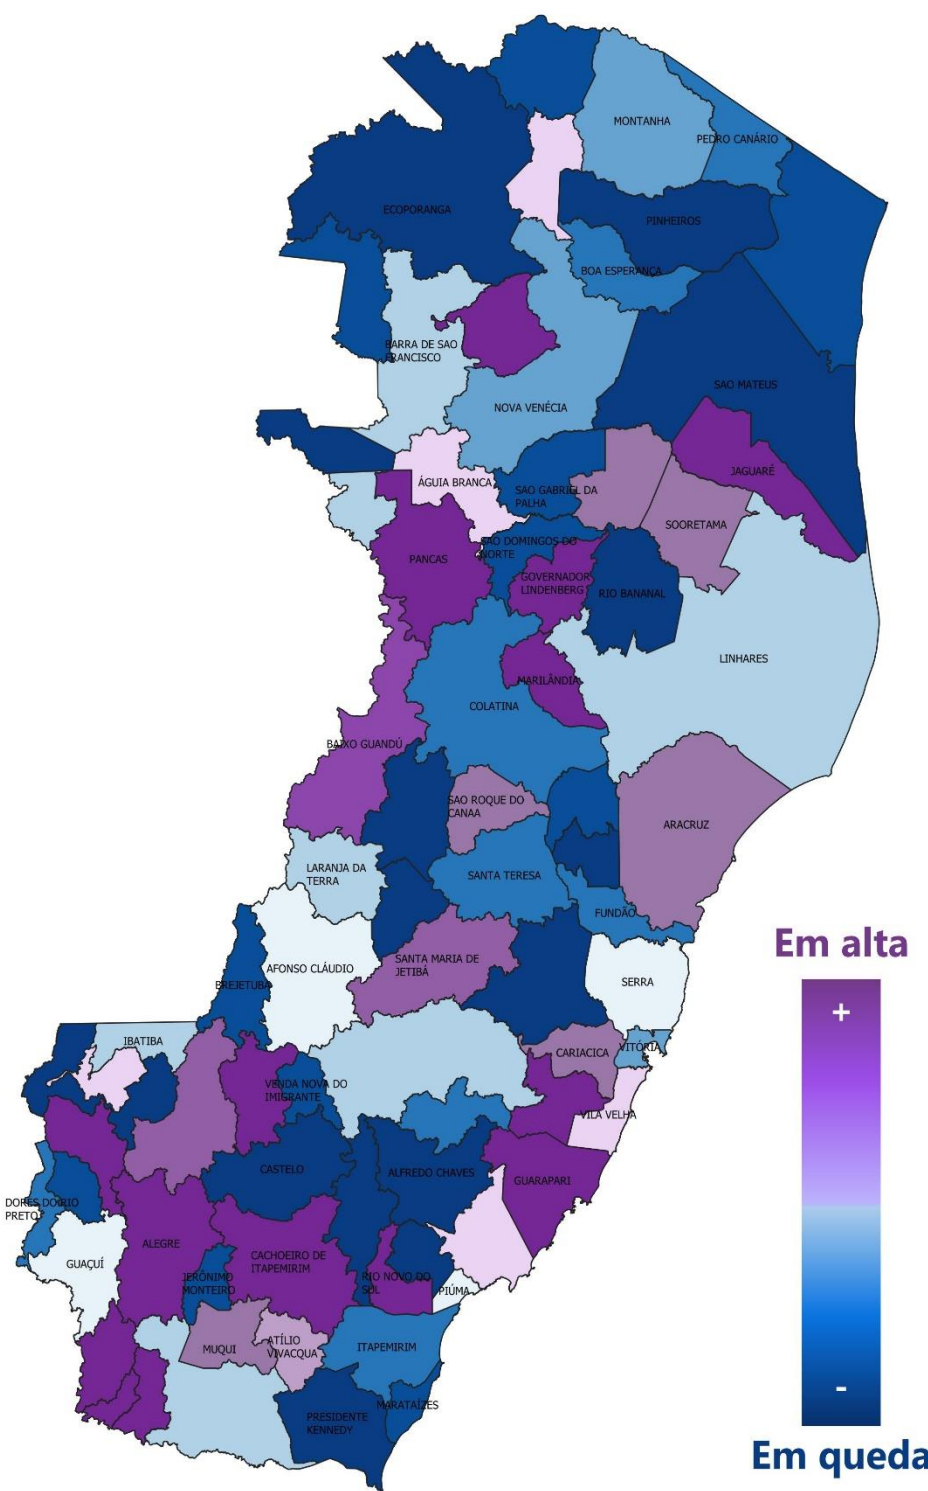 MONTANHA
PEDRO CANÁRIO
ECOPORANGA
PINHEIROS
BOA ESPERANÇA
BARRA DE SAO
FRANCISCO
SAO MATEUS
NOVA VENÉCIA
JAGUARÉ
ÁGUIA BRANCA
SAO GABRIEL DA
PALHA
SOORETAMA
SAO DOMINGOS DO
NORTE
PANCAS
GOVERNADOR
LINDENBERG
RIO BANANAL
LINHARES
MARILÂNDIA
COLATINA
BAIXO GUANDÚ
SAO ROQUE DO
CANAA
ARACRUZ
LARANJA DA
TERRA
SANTA TERESA
FUNDÃO
Em alta
SANTA MARIA DE
JETIBÁ
AFONSO CLÁUDIO
SERRA
BREJETUBA
+
IBATIBA
CARIACICA
VITÓRIA
VENDA NOVA DO
IMIGRANTE
VILA VELHA
CASTELO
ALFREDO CHAVES
GUARAPARI
DORES DO RIO
PRETO
ALEGRE
GUAÇUÍ
CACHOEIRO DE
ITAPEMIRIM
JERÔNIMO
MONTEIRO
RIO NOVO DO
SUL
PIÚMA
MUQUI
ATÍLIO
VIVACQUA
ITAPEMIRIM
-
MARATAÍZES
PRESIDENTE
KENNEDY
Em queda